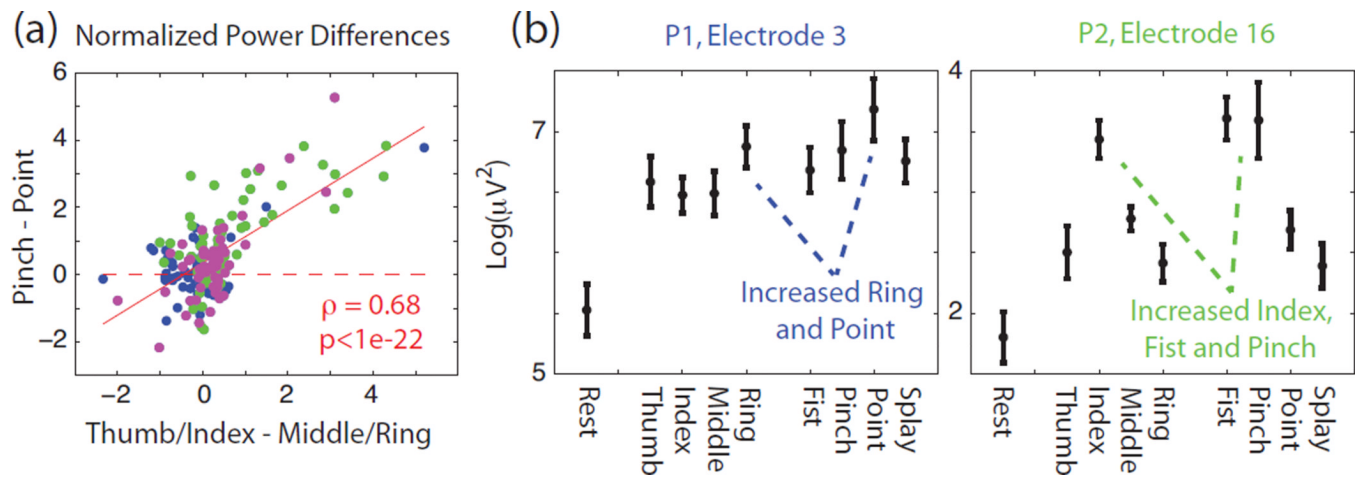 (a)
Normalized Power Differences
Pinch - Point
6
4
2
0
−2
−2
0
2
4
Thumb/Index - Middle/Ring
ρ = 0.68
p<1e-22
(b)
P1, Electrode 3
Log(μV²)
7
5
Increased Ring
and Point
Rest
Thumb
Index
Middle
Ring
Fist
Pinch
Point
Splay
P2, Electrode 16
4
2
Increased Index,
Fist and Pinch
Rest
Thumb
Index
Middle
Ring
Fist
Pinch
Point
Splay